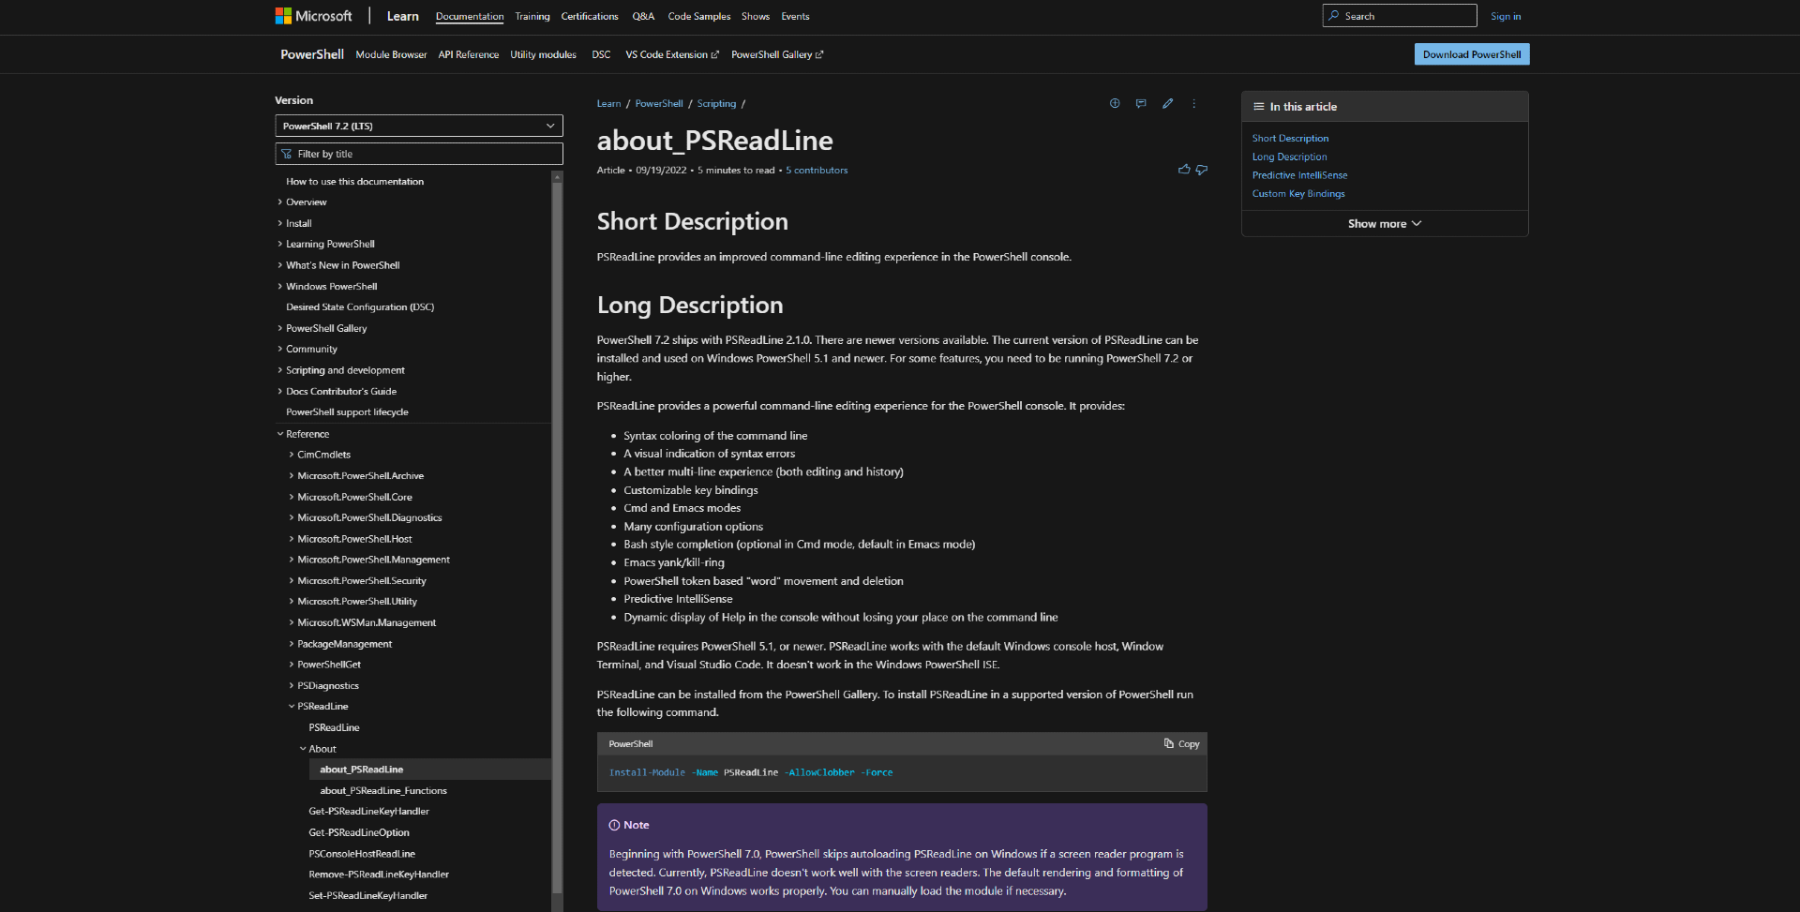 Microsoft Learn Documentation Training Certifications Q&A Code Samples Shows Events Search Sign in
PowerShell Module Browser API Reference Utility modules DSC VS Code Extension PowerShell Gallery Download PowerShell
Version
PowerShell 7.2 (LTS)
Filter by title
How to use this documentation
Overview
Install
Learning PowerShell
What's New in PowerShell
Windows PowerShell
Desired State Configuration (DSC)
PowerShell Gallery
Community
Scripting and development
Docs Contributor's Guide
PowerShell support lifecycle
Reference
CimCmdlets
Microsoft.PowerShell.Archive
Microsoft.PowerShell.Core
Microsoft.PowerShell.Diagnostics
Microsoft.PowerShell.Host
Microsoft.PowerShell.Management
Microsoft.PowerShell.Security
Microsoft.PowerShell.Utility
Microsoft.WSMan.Management
PackageManagement
PowerShellGet
PSDiagnostics
PSReadLine
PSReadLine
About
about_PSReadLine
about_PSReadLine_Functions
Get-PSReadLineKeyHandler
Get-PSReadLineOption
PSConsoleHostReadLine
Remove-PSReadLineKeyHandler
Set-PSReadLineKeyHandler
Learn / PowerShell / Scripting /
about_PSReadLine
Article • 09/19/2022 • 5 minutes to read • 5 contributors
Short Description
PSReadLine provides an improved command-line editing experience in the PowerShell console.
Long Description
PowerShell 7.2 ships with PSReadLine 2.1.0. There are newer versions available. The current version of PSReadLine can be
installed and used on Windows PowerShell 5.1 and newer. For some features, you need to be running PowerShell 7.2 or
higher.
PSReadLine provides a powerful command-line editing experience for the PowerShell console. It provides:
• Syntax coloring of the command line
• A visual indication of syntax errors
• A better multi-line experience (both editing and history)
• Customizable key bindings
• Cmd and Emacs modes
• Many configuration options
• Bash style completion (optional in Cmd mode, default in Emacs mode)
• Emacs yank/kill-ring
• PowerShell token based "word" movement and deletion
• Predictive IntelliSense
• Dynamic display of Help in the console without losing your place on the command line
PSReadLine requires PowerShell 5.1, or newer. PSReadLine works with the default Windows console host, Window
Terminal, and Visual Studio Code. It doesn't work in the Windows PowerShell ISE.
PSReadLine can be installed from the PowerShell Gallery. To install PSReadLine in a supported version of PowerShell run
the following command.
PowerShell Copy
Install-Module -Name PSReadLine -AllowClobber -Force
Note
Beginning with PowerShell 7.0, PowerShell skips autoloading PSReadLine on Windows if a screen reader program is
detected. Currently, PSReadLine doesn't work well with the screen readers. The default rendering and formatting of
PowerShell 7.0 on Windows works properly. You can manually load the module if necessary.
In this article
Short Description
Long Description
Predictive IntelliSense
Custom Key Bindings
Show more